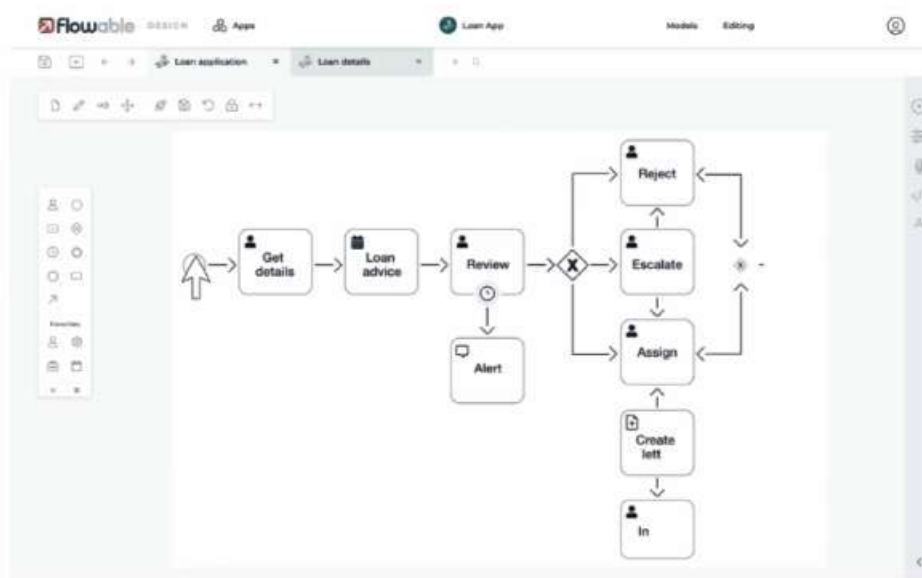 flowable DESIGN Apps Loan App Models Editing
Loan application Loan details
Reject
Get
details
Loan
advice
Review
X
Escalate
Assign
Alert
Create
lett
In